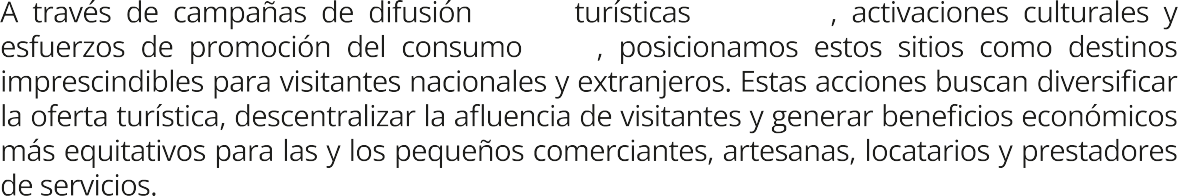 A través de campañas de difusión turísticas , activaciones culturales y
esfuerzos de promoción del consumo , posicionamos estos sitios como destinos
imprescindibles para visitantes nacionales y extranjeros. Estas acciones buscan diversificar
la oferta turística, descentralizar la afluencia de visitantes y generar beneficios económicos
más equitativos para las y los pequeños comerciantes, artesanas, locatarios y prestadores
de servicios.